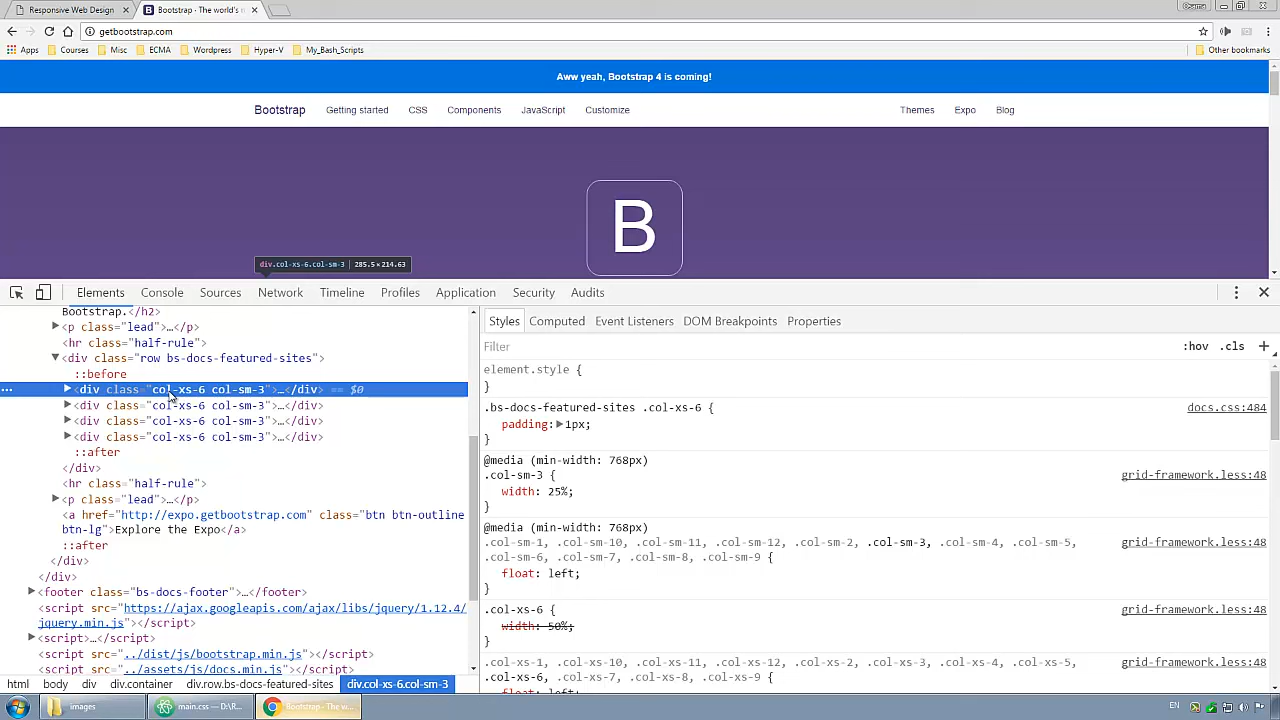 Responsive Web Design
Bootstrap · The world's
Osama
getbootstrap.com
Apps
Courses
Misc
ECMA
Wordpress
Hyper-V
My_Bash_Scripts
Other bookmarks
Aww yeah, Bootstrap 4 is coming!
Bootstrap Getting started CSS Components JavaScript Customize Themes Expo Blog
B
div.col-xs-6.col-sm-3 | 285.5×214.63
Elements Console Sources Network Timeline Profiles Application Security Audits
Bootstrap.</h2>
<p class="lead">…</p>
<hr class="half-rule">
<div class="row bs-docs-featured-sites">
::before
<div class="col-xs-6 col-sm-3">…</div> == $0
<div class="col-xs-6 col-sm-3">…</div>
<div class="col-xs-6 col-sm-3">…</div>
<div class="col-xs-6 col-sm-3">…</div>
::after
</div>
<hr class="half-rule">
<p class="lead">…</p>
<a href="http://expo.getbootstrap.com" class="btn btn-outline
btn-lg">Explore the Expo</a>
::after
</div>
</div>
<footer class="bs-docs-footer">…</footer>
<script src="https://ajax.googleapis.com/ajax/libs/jquery/1.12.4/
jquery.min.js"></script>
<script>…</script>
<script src="../dist/js/bootstrap.min.js"></script>
<script src="../assets/js/docs.min.js"></script>
html body div div.container div.row.bs-docs-featured-sites div.col-xs-6.col-sm-3
Styles Computed Event Listeners DOM Breakpoints Properties
Filter :hov .cls +
element.style {
}
.bs-docs-featured-sites .col-xs-6 { docs.css:484
padding: 1px;
}
@media (min-width: 768px)
.col-sm-3 { grid-framework.less:48
width: 25%;
}
@media (min-width: 768px)
.col-sm-1, .col-sm-10, .col-sm-11, .col-sm-12, .col-sm-2, .col-sm-3, .col-sm-4, .col-sm-5, grid-framework.less:48
.col-sm-6, .col-sm-7, .col-sm-8, .col-sm-9 {
float: left;
}
.col-xs-6 { grid-framework.less:48
width: 50%;
}
.col-xs-1, .col-xs-10, .col-xs-11, .col-xs-12, .col-xs-2, .col-xs-3, .col-xs-4, .col-xs-5, grid-framework.less:48
.col-xs-6, .col-xs-7, .col-xs-8, .col-xs-9 {
float: left;
images
main.css — D:\R...
Bootstrap · The w...
EN